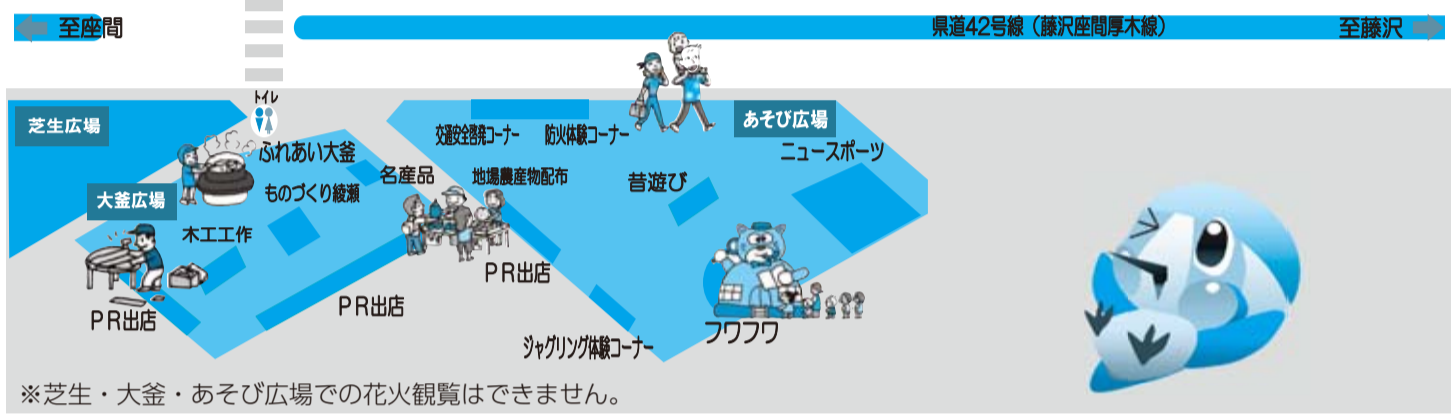 至座間
県道42号線（藤沢座間厚木線）
至藤沢
トイレ
芝生広場
ふれあい大釜
ものづくり綾瀬
大釜広場
木工工作
PR出店
PR出店
名産品
交通安全啓発コーナー
防火体験コーナー
地場農産物配布
PR出店
昔遊び
あそび広場
ニュースポーツ
ジャグリング体験コーナー
フワフワ
※芝生・大釜・あそび広場での花火観覧はできません。